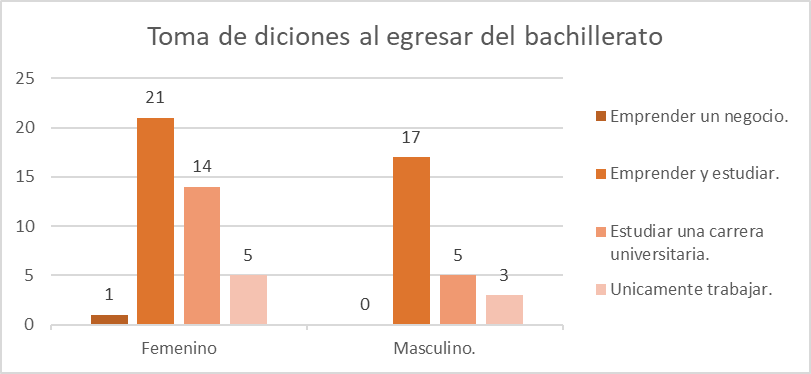 Toma de diciones al egresar del bachillerato
25
20
15
10
5
0
1
21
14
5
0
17
5
3
Femenino
Masculino.
Emprender un negocio.
Emprender y estudiar.
Estudiar una carrera
universitaria.
Unicamente trabajar.